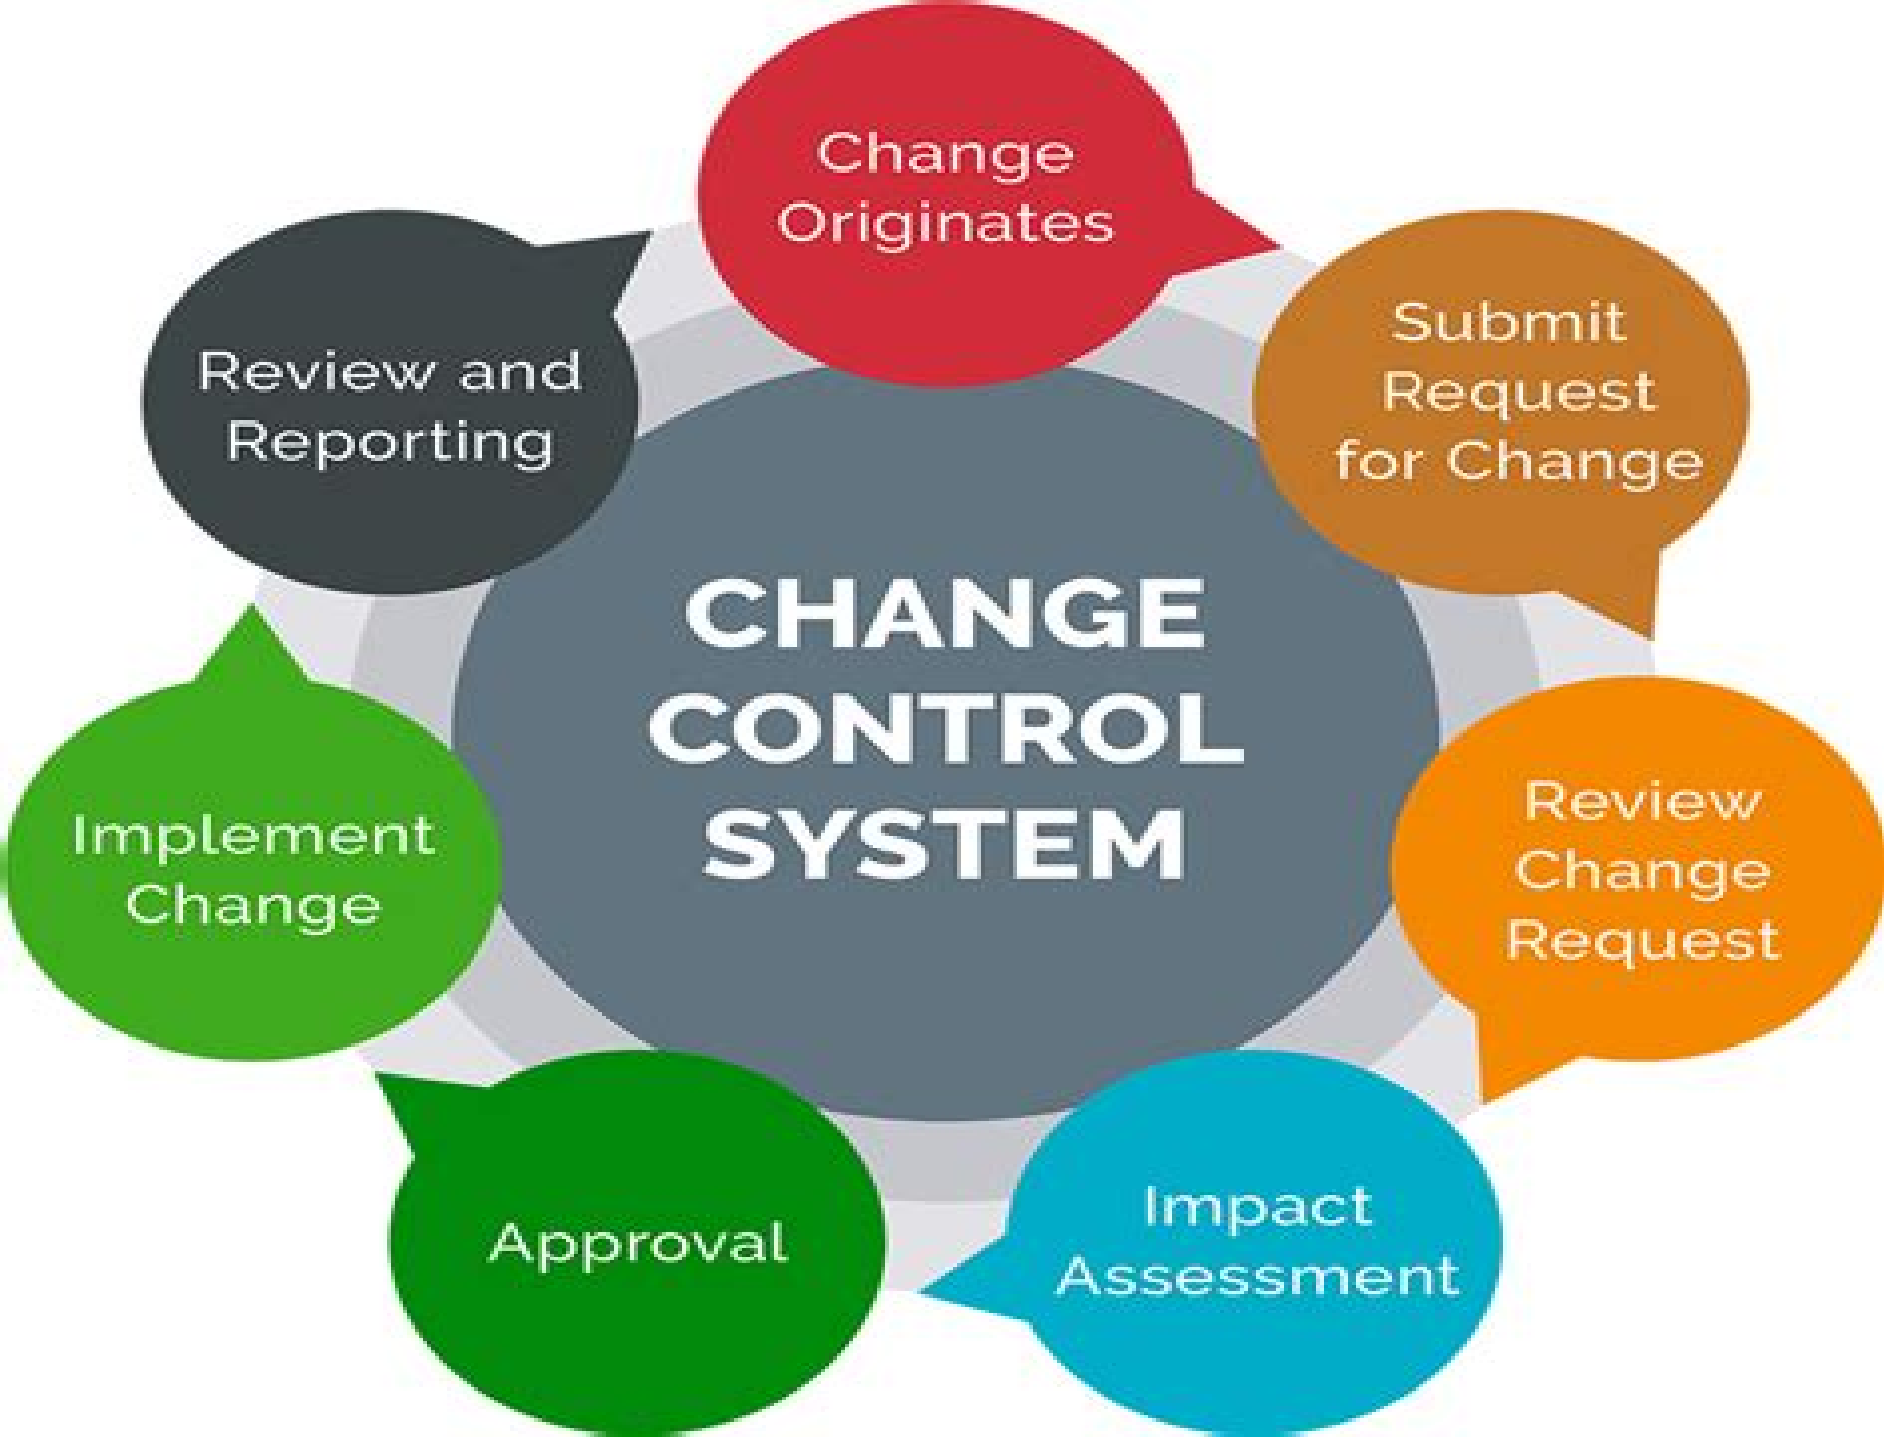 Change
Originates
Submit
Request
for Change
Review
Change
Request
Impact
Assessment
Approval
Implement
Change
Review and
Reporting
CHANGE
CONTROL
SYSTEM